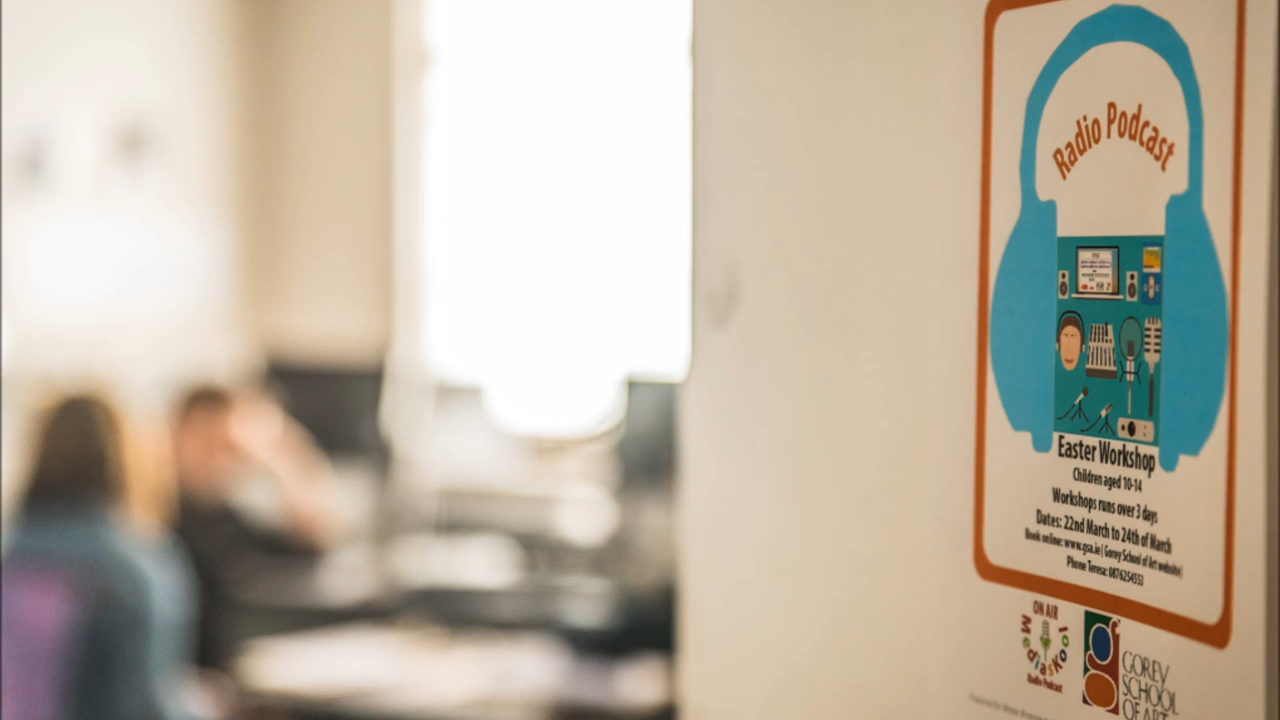 Radio Podcast
Easter Workshop
Children aged 10-14
Workshops runs over 3 days
Dates: 22nd March to 24th of March
Book online: www.gsa.ie ( Gorey School of Art website)
Phone Teresa: 0876254553
ON AIR
Radio Podcast
g
GOREY
SCHOOL
OF ART